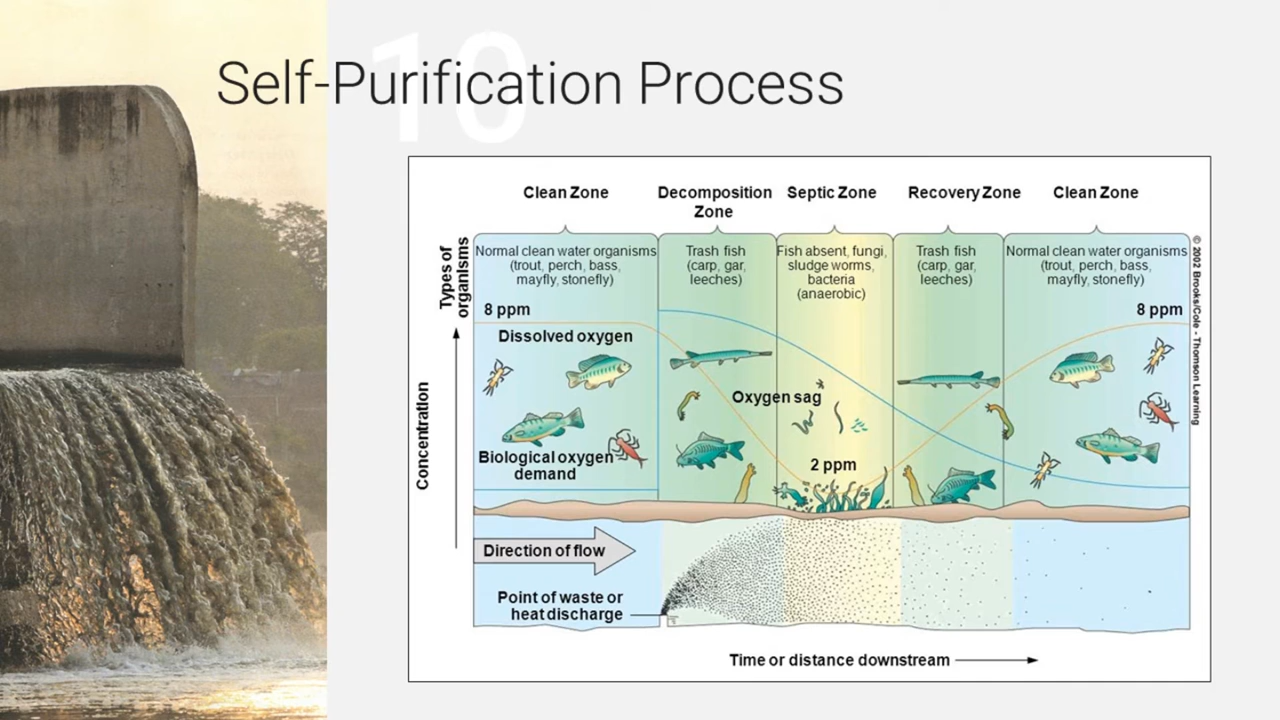 10
Self-Purification Process
Clean Zone
Decomposition
Zone
Septic Zone
Recovery Zone
Clean Zone
Types of
organisms
Normal clean water organisms
(trout, perch, bass,
mayfly, stonefly)
Trash fish
(carp, gar,
leeches)
Fish absent, fungi,
sludge worms,
bacteria
(anaerobic)
Trash fish
(carp, gar,
leeches)
Normal clean water organisms
(trout, perch, bass,
mayfly, stonefly)
8 ppm
8 ppm
Dissolved oxygen
Oxygen sag
Concentration
Biological oxygen
demand
2 ppm
Direction of flow
Point of waste or
heat discharge
Time or distance downstream
© 2002 Brooks/Cole - Thomson Learning